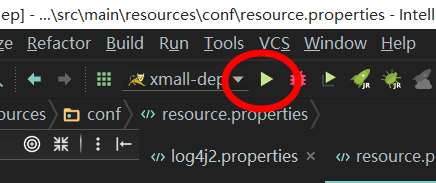 ep] - ...\src\main\resources\conf\resource.properties - Intell
Refactor Build Run Tools VCS Window Help
xmall-dep
ources conf resource.properties
log4j2.properties resource.p